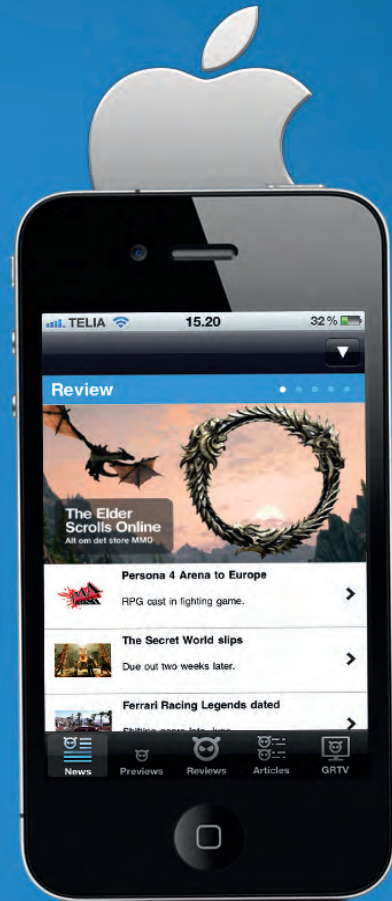 TELIA 15.20 32 %
Review
The Elder
Scrolls Online
Alt om det store MMO
Persona 4 Arena to Europe
RPG cast in fighting game.
The Secret World slips
Due out two weeks later.
Ferrari Racing Legends dated
News Previews Reviews Articles GRTV